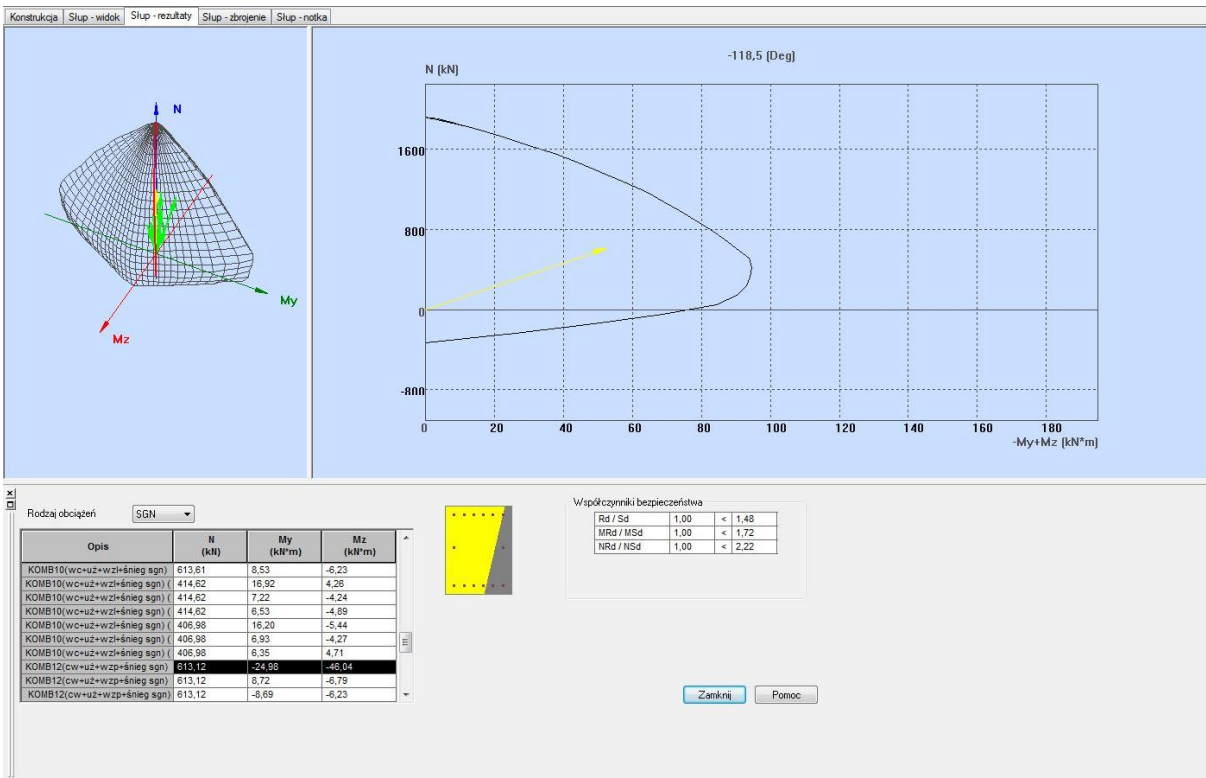 Konstrukcja Słup - widok Słup - rezultaty Słup - zbrojenie Słup - notka
N
My
Mz
-118,5 (Deg)
N (kN)
1600
800
0
-800
0 20 40 60 80 100 120 140 160 180
-My+Mz (kN*m)
Rodzaj obciążeń SGN
Opis N (kN) My (kN*m) Mz (kN*m)
KOMB10(wc+uż+wzl+śnieg sgn) 613,61 8,53 -6,23
KOMB10(wc+uż+wzl+śnieg sgn) ( 414,62 16,92 4,26
KOMB10(wc+uż+wzl+śnieg sgn) ( 414,62 7,22 -4,24
KOMB10(wc+uż+wzl+śnieg sgn) ( 414,62 6,53 -4,89
KOMB10(wc+uż+wzl+śnieg sgn) ( 406,98 16,20 -5,44
KOMB10(wc+uż+wzl+śnieg sgn) ( 406,98 6,93 -4,27
KOMB10(wc+uż+wzl+śnieg sgn) ( 406,98 6,35 4,71
KOMB12(cw+uż+wzp+śnieg sgn) 613,12 -24,98 -46,04
KOMB12(cw+uż+wzp+śnieg sgn) 613,12 8,72 -6,79
KOMB12(cw+uż+wzp+śnieg sgn) 613,12 -8,69 -6,23
Współczynniki bezpieczeństwa
Rd / Sd 1,00 < 1,48
MRd / MSd 1,00 < 1,72
NRd / NSd 1,00 < 2,22
Zamknij Pomoc